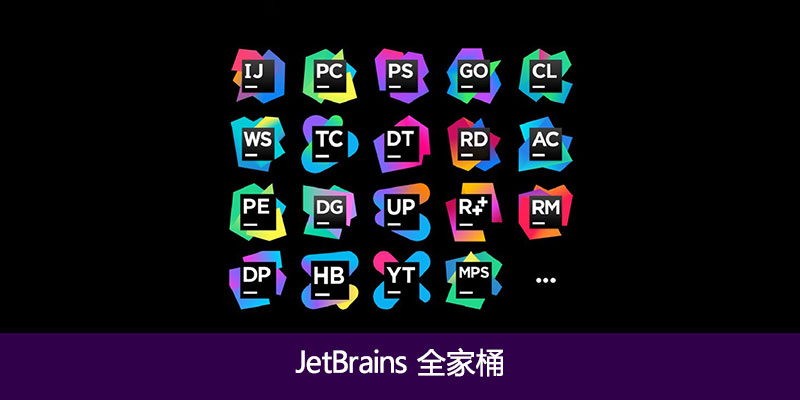 IJ PC PS GO CL
WS TC DT RD AC
PE DG UP R++ RM
DP HB YT MPS ...
JetBrains 全家桶